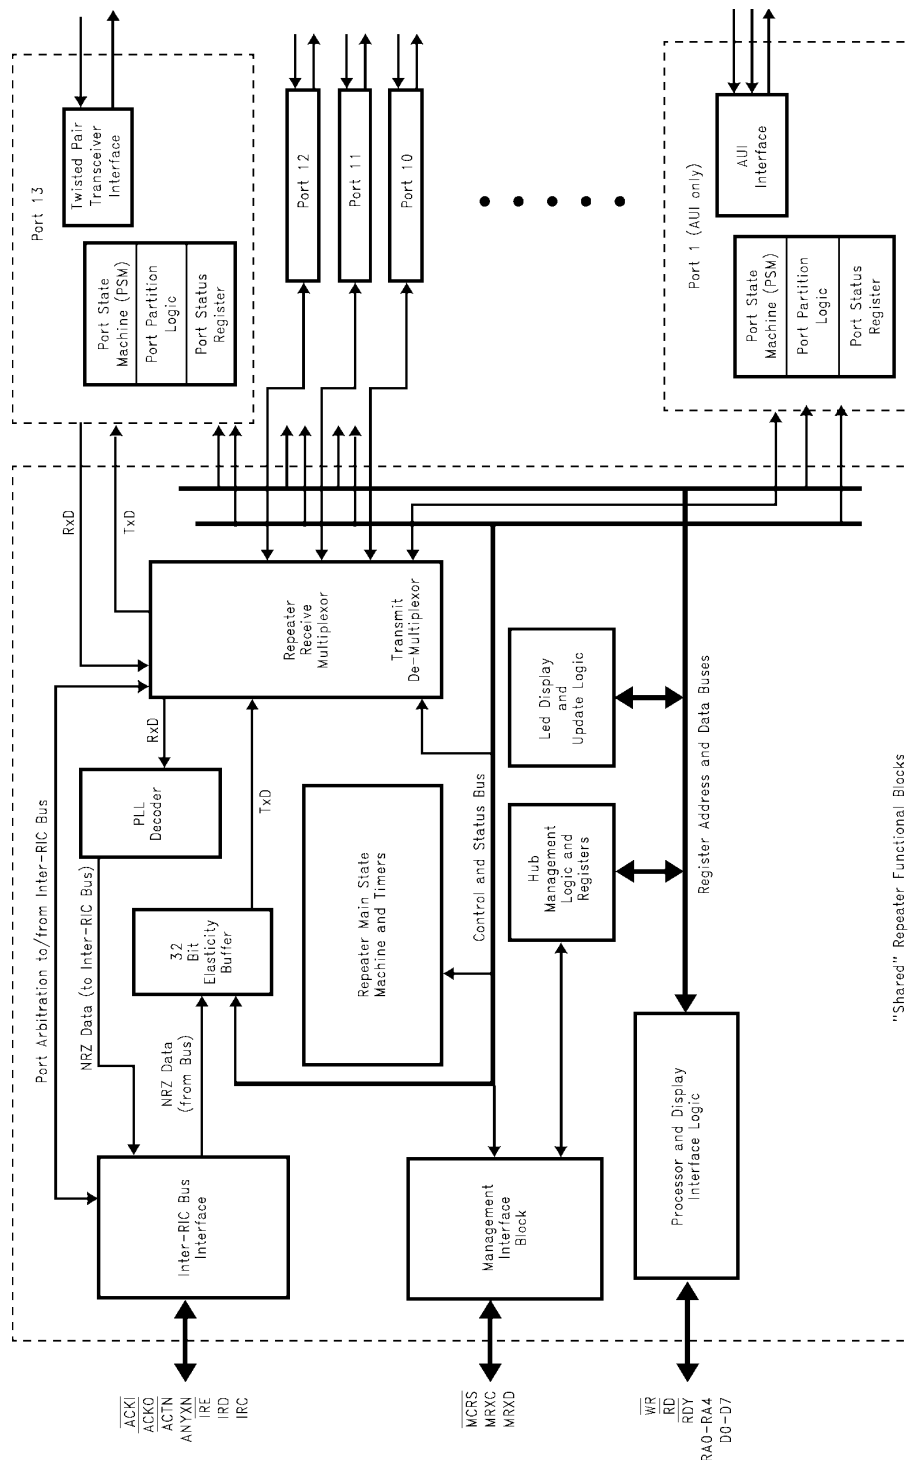 Port 13
Twisted Pair
Transceiver
Interface
Port State
Machine (PSM)
Port Partition
Logic
Port Status
Register
Port 12
Port 11
Port 10
Port 1 (AUI only)
AUI
Interface
Port State
Machine (PSM)
Port Partition
Logic
Port Status
Register
RxD
TxD
Repeater
Receive
Multiplexor
Transmit
De-Multiplexor
RxD
TxD
PLL
Decoder
32
Bit
Elasticity
Buffer
Repeater Main State
Machine and Timers
Led Display
and
Update Logic
Hub
Management
Logic and
Registers
Control and Status Bus
Register Address and Data Buses
Port Arbitration to/from Inter-RIC Bus
NRZ Data (to Inter-RIC Bus)
NRZ Data
(from Bus)
"Shared" Repeater Functional Blocks
Inter-RIC Bus
Interface
Management
Interface
Block
Processor and Display
Interface Logic
ACKI
ACKO
ACTN
ANYXN
IRE
IRD
IRC
MCRS
MRXC
MRXD
WR
RD
RDY
RA0-RA4
D0-D7